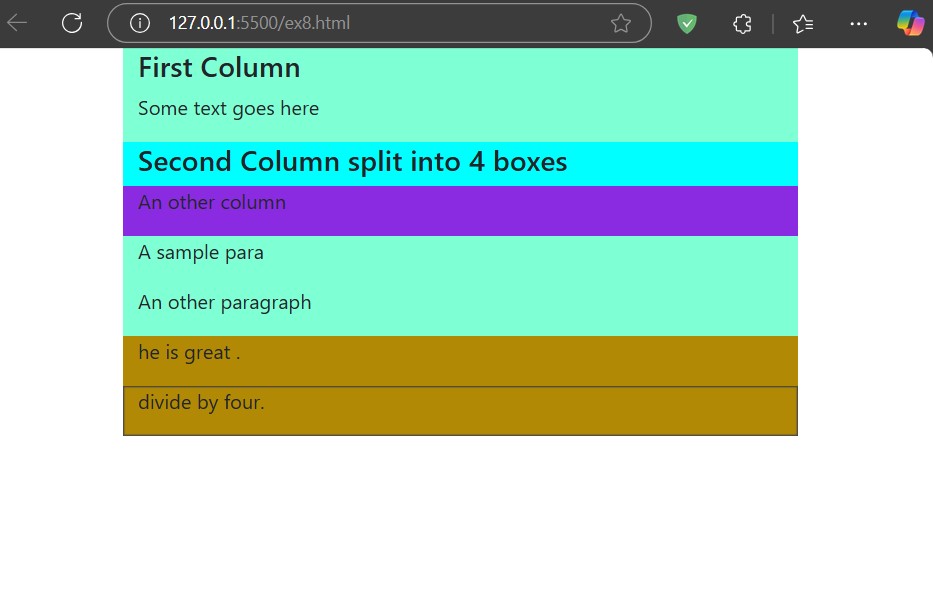 127.0.0.1:5500/ex8.html
First Column
Some text goes here
Second Column split into 4 boxes
An other column
A sample para
An other paragraph
he is great .
divide by four.